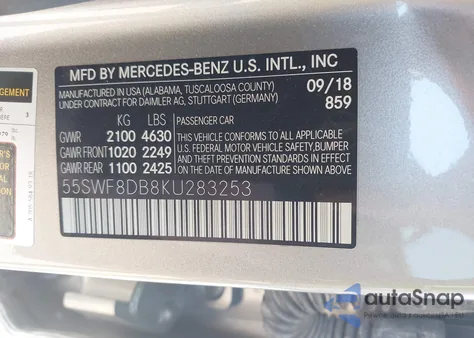 MFD BY MERCEDES-BENZ U.S. INTL., INC
MANUFACTURED IN USA (ALABAMA, TUSCALOOSA COUNTY)
UNDER CONTRACT FOR DAIMLER AG, STUTTGART (GERMANY)
09/18
859
KG LBS
GVWR 2100 4630
GAWR FRONT 1020 2249
GAWR REAR 1100 2425
PASSENGER CAR
THIS VEHICLE CONFORMS TO ALL APPLICABLE
U.S. FEDERAL MOTOR VEHICLE SAFETY,BUMPER
AND THEFT PREVENTION STANDARDS IN EFFECT
ON THE DATE OF MANUFACTURE SHOWN ABOVE
55SWF8DB8KU283253
AGEMENT
3
autoSnap